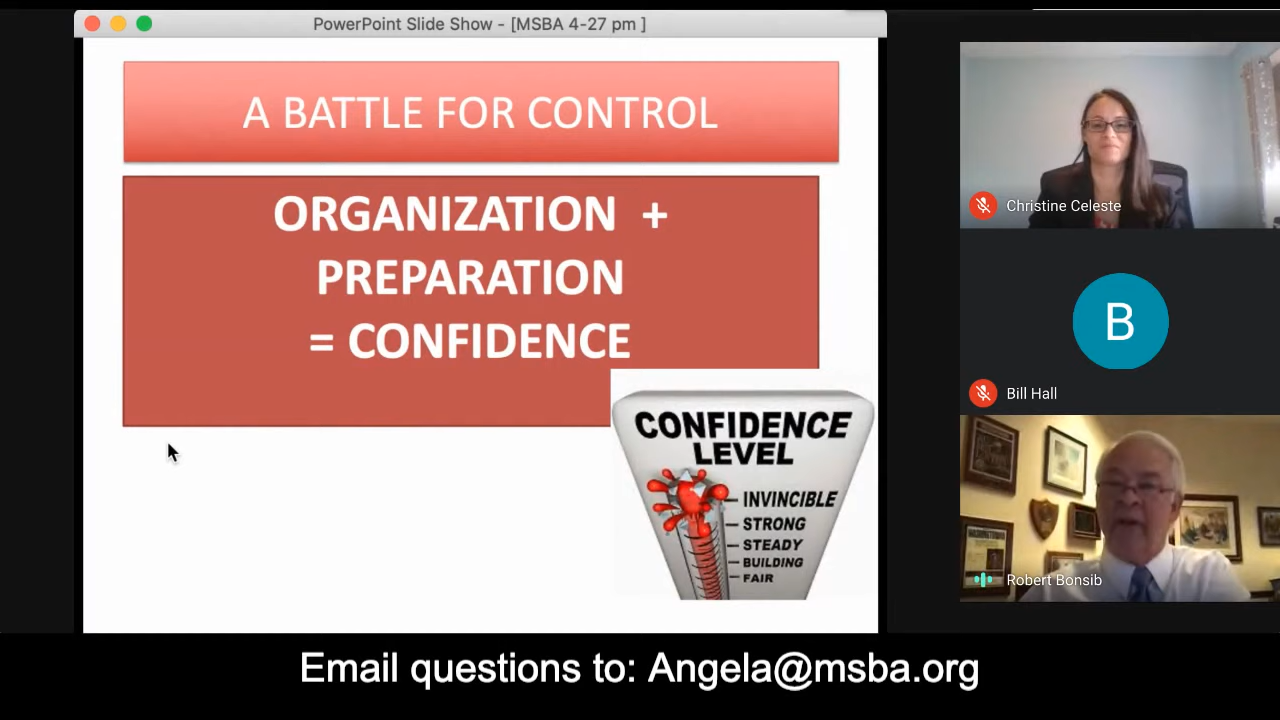 PowerPoint Slide Show - [MSBA 4-27 pm ]
A BATTLE FOR CONTROL
ORGANIZATION +
PREPARATION
= CONFIDENCE
CONFIDENCE
LEVEL
INVINCIBLE
STRONG
STEADY
BUILDING
FAIR
Christine Celeste
B
Bill Hall
Robert Bonsib
Email questions to: Angela@msba.org